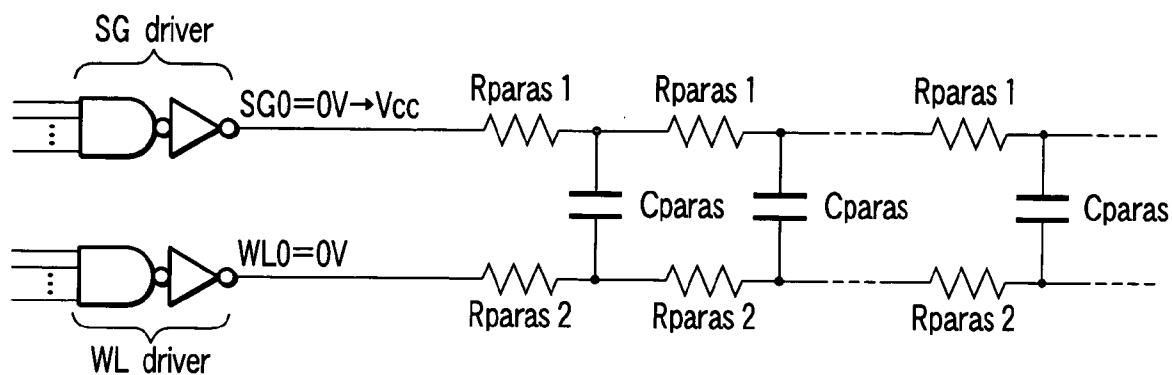 SG driver
SG0=0V→Vcc
Rparas 1
Rparas 1
Rparas 1
Cparas
Cparas
Cparas
WL0=0V
Rparas 2
Rparas 2
Rparas 2
WL driver